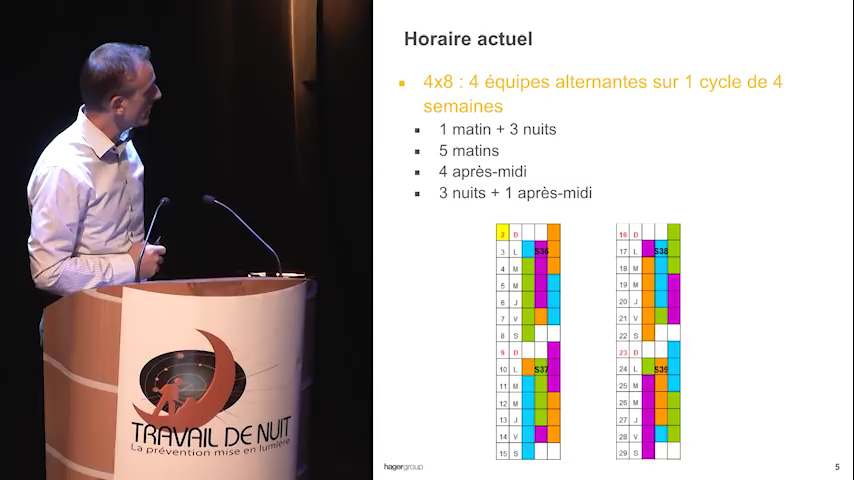 Horaire actuel
4x8 : 4 équipes alternantes sur 1 cycle de 4
semaines
1 matin + 3 nuits
5 matins
4 après-midi
3 nuits + 1 après-midi
2 D
3 L S36
4 M
5 M
6 J
7 V
8 S
9 D
10 L S37
11 M
12 M
13 J
14 V
15 S
16 D
17 L S38
18 M
19 M
20 J
21 V
22 S
23 D
24 L S39
25 M
26 M
27 J
28 V
29 S
TRAVAIL DE NUIT
La prévention mise en lumière
hagergroup
5